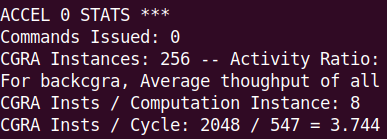 ACCEL 0 STATS ***
Commands Issued: 0
CGRA Instances: 256 -- Activity Ratio:
For backcgra, Average thoughput of all
CGRA Insts / Computation Instance: 8
CGRA Insts / Cycle: 2048 / 547 = 3.744